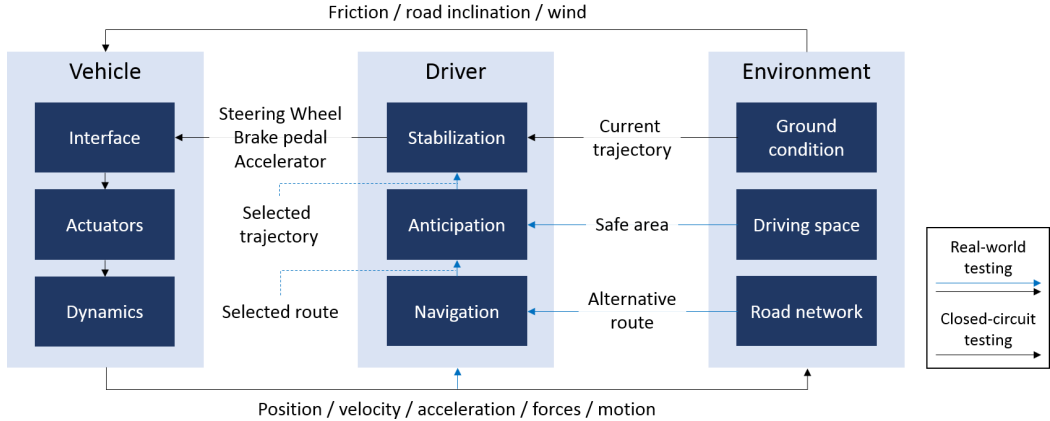 Friction / road inclination / wind
Vehicle
Interface
Actuators
Dynamics
Steering Wheel
Brake pedal
Accelerator
Selected
trajectory
Selected route
Driver
Stabilization
Anticipation
Navigation
Current
trajectory
Safe area
Alternative
route
Environment
Ground
condition
Driving space
Road network
Real-world
testing
Closed-circuit
testing
Position / velocity / acceleration / forces / motion